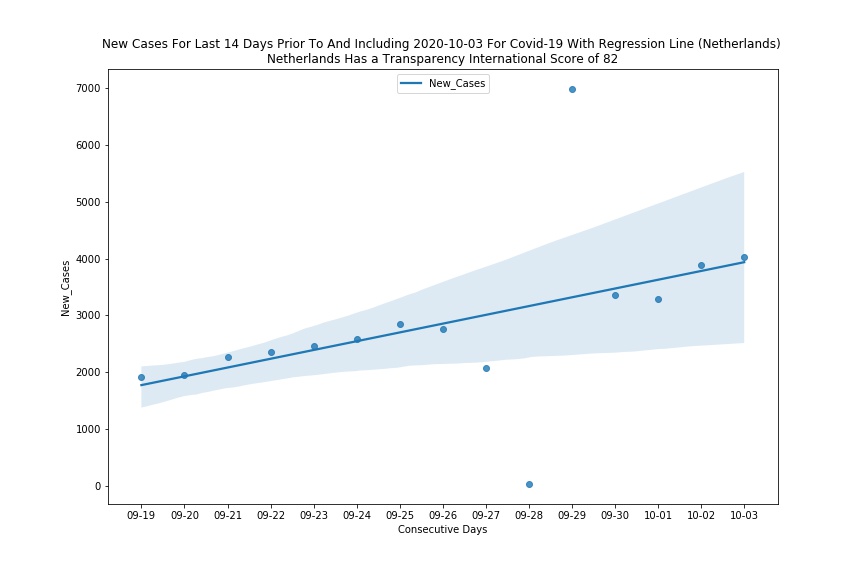 New Cases For Last 14 Days Prior To And Including 2020-10-03 For Covid-19 With Regression Line (Netherlands)
Netherlands Has a Transparency International Score of 82
New_Cases
7000
6000
5000
4000
3000
2000
1000
0
New_Cases
09-19 09-20 09-21 09-22 09-23 09-24 09-25 09-26 09-27 09-28 09-29 09-30 10-01 10-02 10-03
Consecutive Days